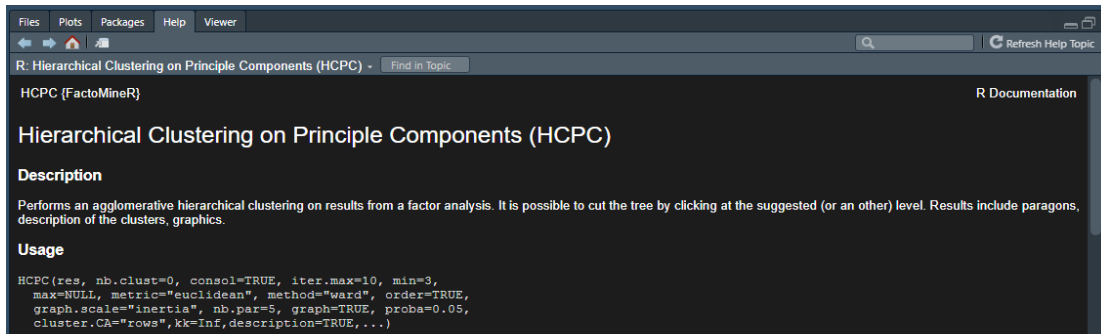 Files Plots Packages Help Viewer
Refresh Help Topic
R: Hierarchical Clustering on Principle Components (HCPC) Find in Topic
HCPC {FactoMineR} R Documentation
Hierarchical Clustering on Principle Components (HCPC)
Description
Performs an agglomerative hierarchical clustering on results from a factor analysis. It is possible to cut the tree by clicking at the suggested (or an other) level. Results include paragons,
description of the clusters, graphics.
Usage
HCPC(res, nb.clust=0, consol=TRUE, iter.max=10, min=3,
  max=NULL, metric="euclidean", method="ward", order=TRUE,
  graph.scale="inertia", nb.par=5, graph=TRUE, proba=0.05,
  cluster.CA="rows",kk=Inf,description=TRUE,...)